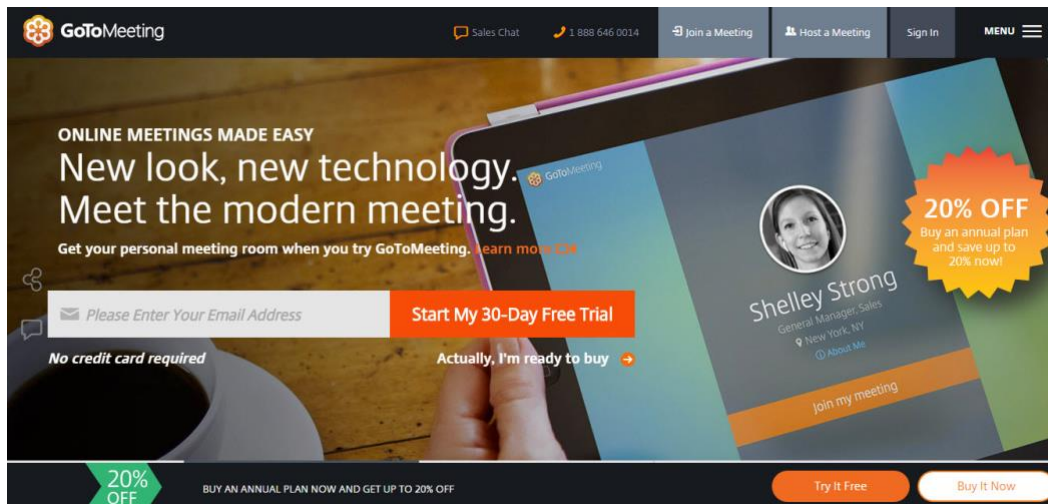 GoToMeeting
Sales Chat
1 888 646 0014
Join a Meeting
Host a Meeting
Sign In
MENU
ONLINE MEETINGS MADE EASY
New look, new technology.
Meet the modern meeting.
Get your personal meeting room when you try GoToMeeting. Learn more
Please Enter Your Email Address
Start My 30-Day Free Trial
No credit card required
Actually, I'm ready to buy
GoToMeeting
Shelley Strong
General Manager, Sales
New York, NY
About Me
Join my meeting
20% OFF
Buy an annual plan
and save up to
20% now!
20%
OFF
BUY AN ANNUAL PLAN NOW AND GET UP TO 20% OFF
Try It Free
Buy It Now